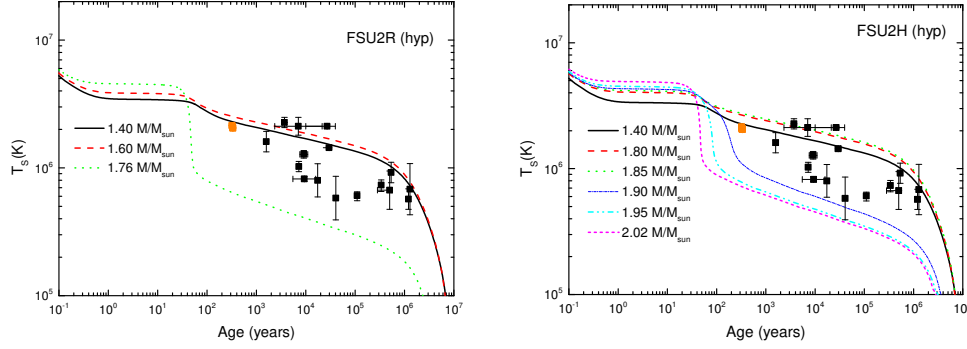 FSU2R (hyp)
10^7
10^6
10^5
T_S(K)
1.40 M/M_sun
1.60 M/M_sun
1.76 M/M_sun
10^-1 10^0 10^1 10^2 10^3 10^4 10^5 10^6 10^7
Age (years)
FSU2H (hyp)
10^7
10^6
10^5
T_S(K)
1.40 M/M_sun
1.80 M/M_sun
1.85 M/M_sun
1.90 M/M_sun
1.95 M/M_sun
2.02 M/M_sun
10^-1 10^0 10^1 10^2 10^3 10^4 10^5 10^6 10^7
Age (years)